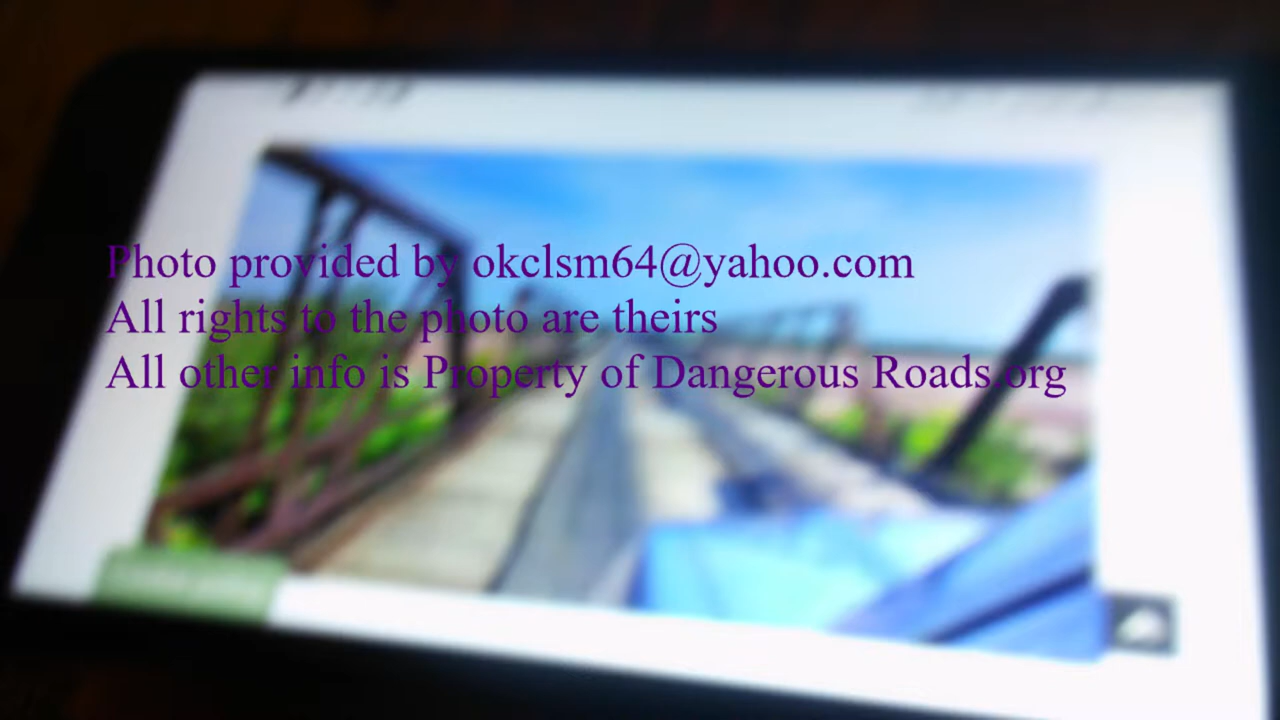 Photo provided by okclsm64@yahoo.com
All rights to the photo are theirs
All other info is Property of Dangerous Roads.org